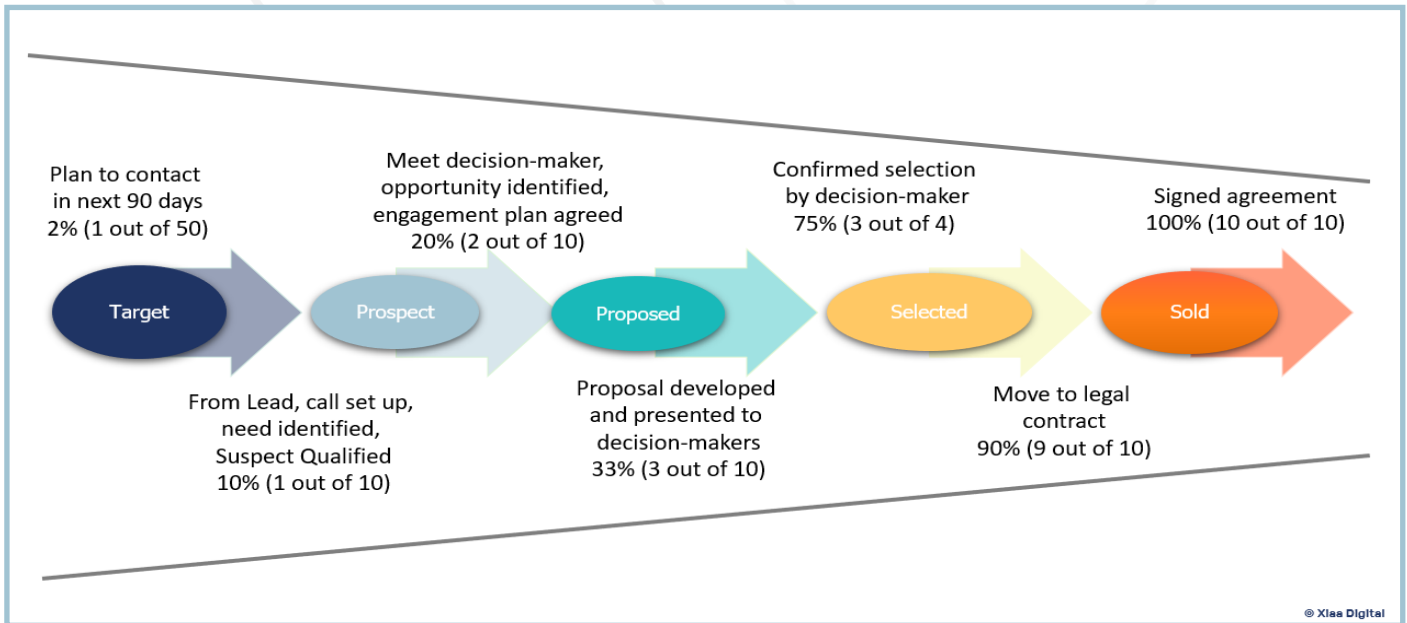 Plan to contact
in next 90 days
2% (1 out of 50)
Target
From Lead, call set up,
need identified,
Suspect Qualified
10% (1 out of 10)
Meet decision-maker,
opportunity identified,
engagement plan agreed
20% (2 out of 10)
Prospect
Proposed
Proposal developed
and presented to
decision-makers
33% (3 out of 10)
Confirmed selection
by decision-maker
75% (3 out of 4)
Selected
Move to legal
contract
90% (9 out of 10)
Signed agreement
100% (10 out of 10)
Sold
© Xlaa Digital